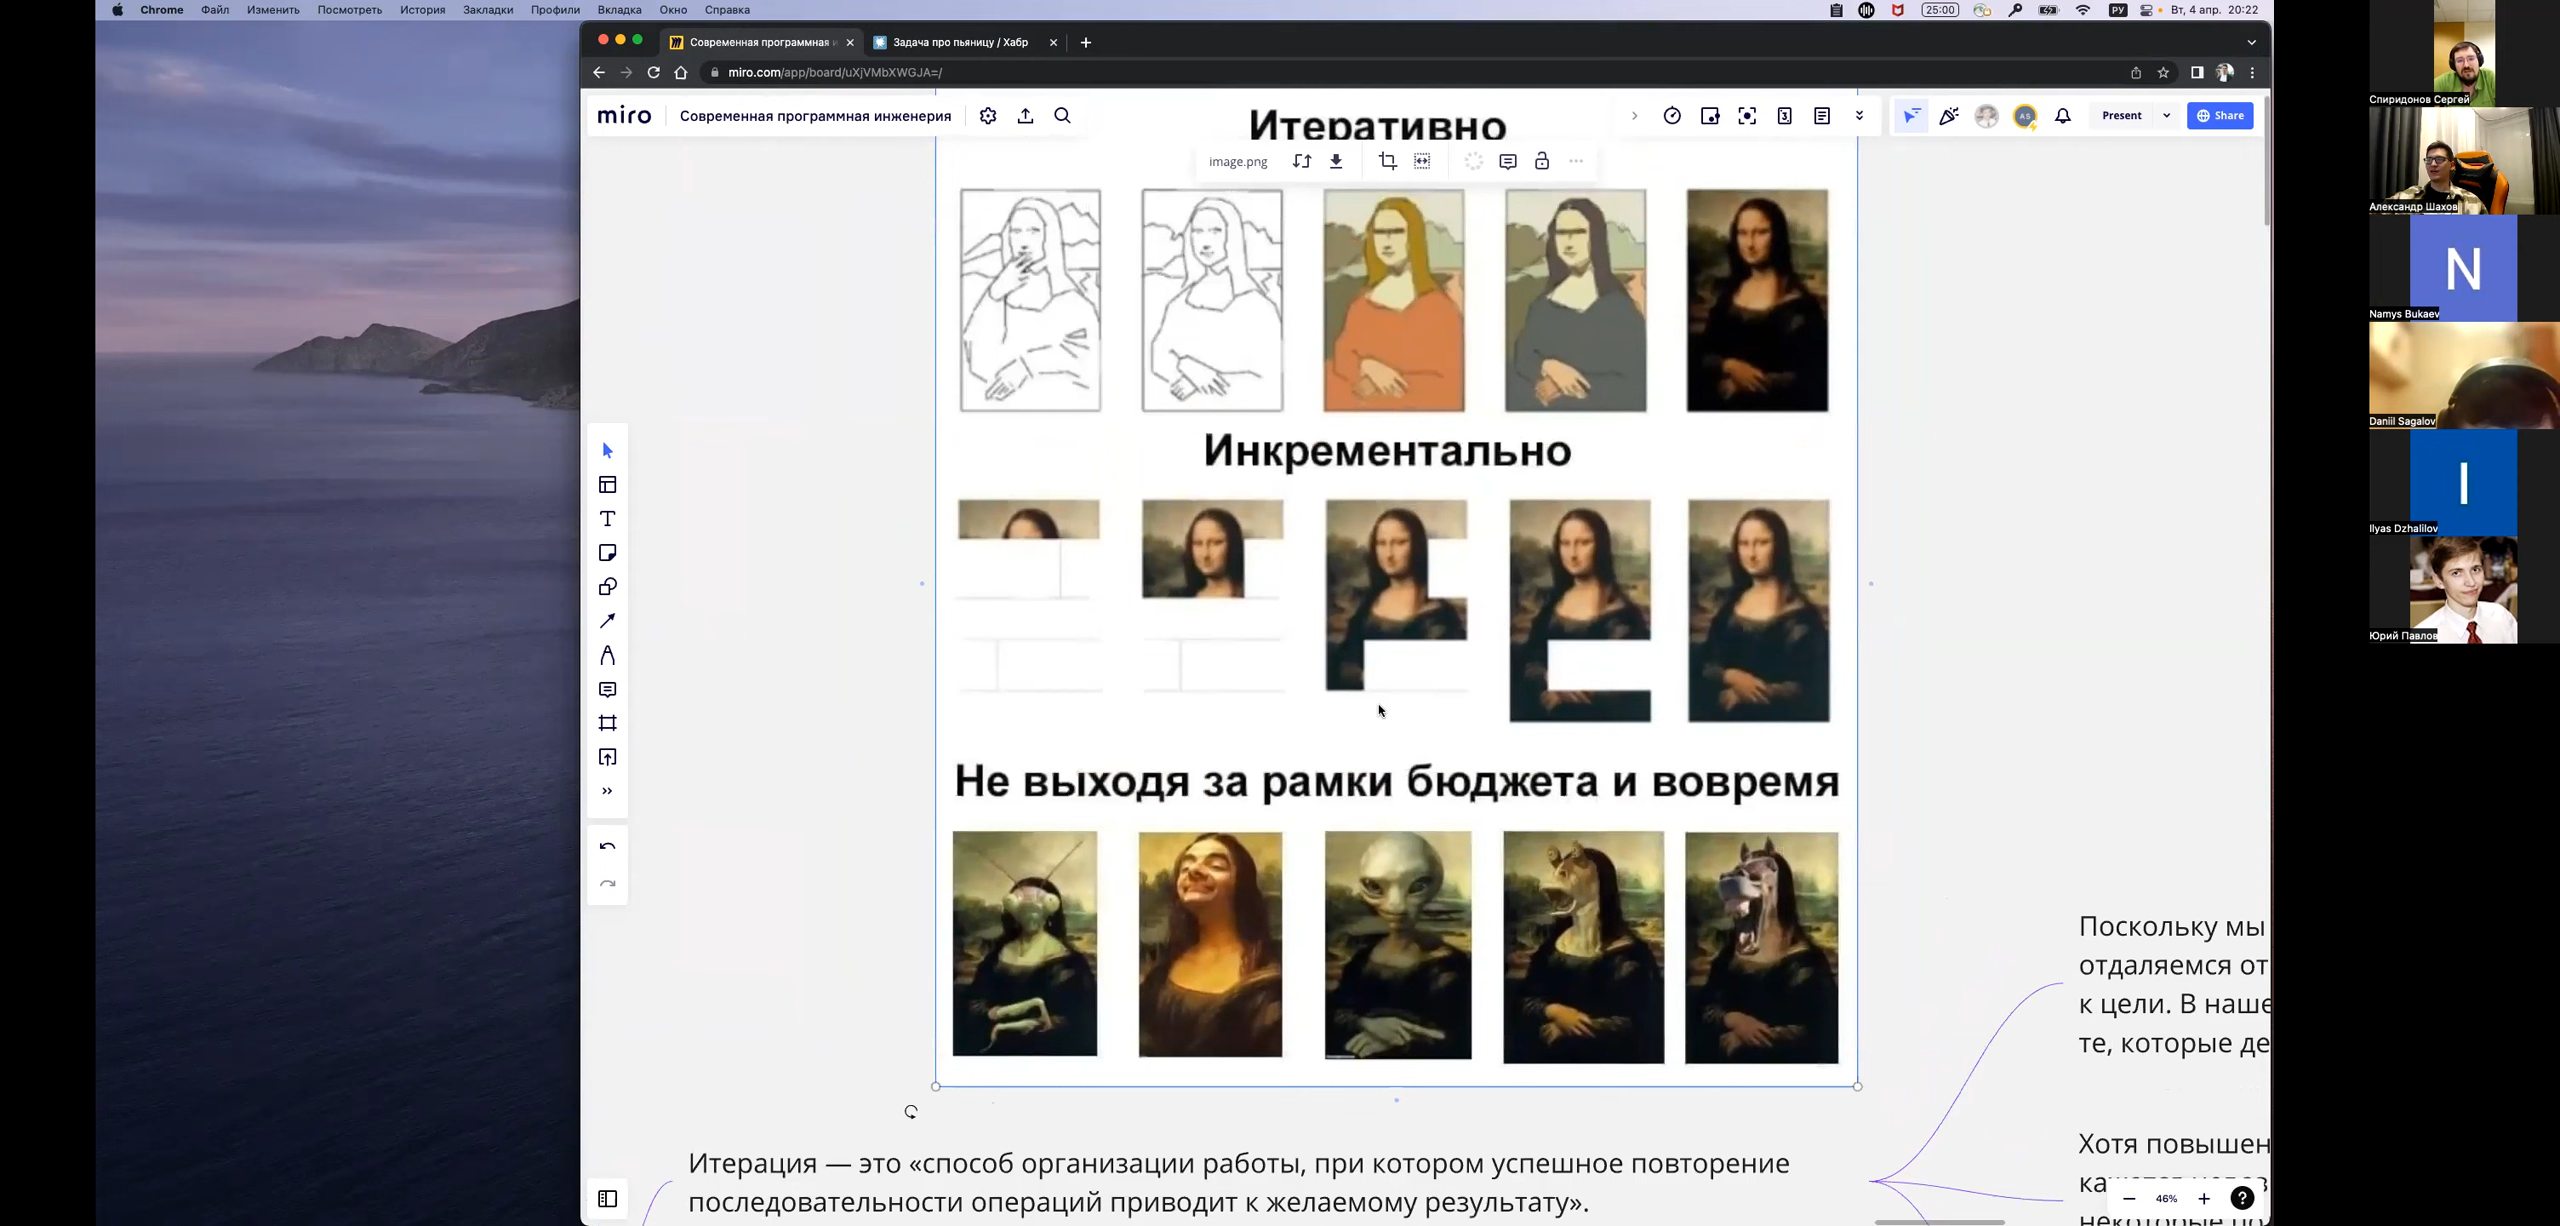 Chrome Файл Изменить Посмотреть История Закладки Профили Вкладка Окно Справка
25:00 РУ Вт, 4 апр. 20:22
Современная программная и Задача про пьяницу / Хабр
miro.com/app/board/uXjVMbXWGJA=/
miro Современная программная инженерия
Present Share
Итеративно
image.png
Инкрементально
Не выходя за рамки бюджета и вовремя
Итерация — это «способ организации работы, при котором успешное повторение
последовательности операций приводит к желаемому результату».
Поскольку мы
отдаляемся от
к цели. В наше
те, которые де
Хотя повышен
46%
Спиридонов Сергей
Александр Шахов
N
Namys Bukaev
Daniil Sagalov
I
Ilyas Dzhalilov
Юрий Павлов